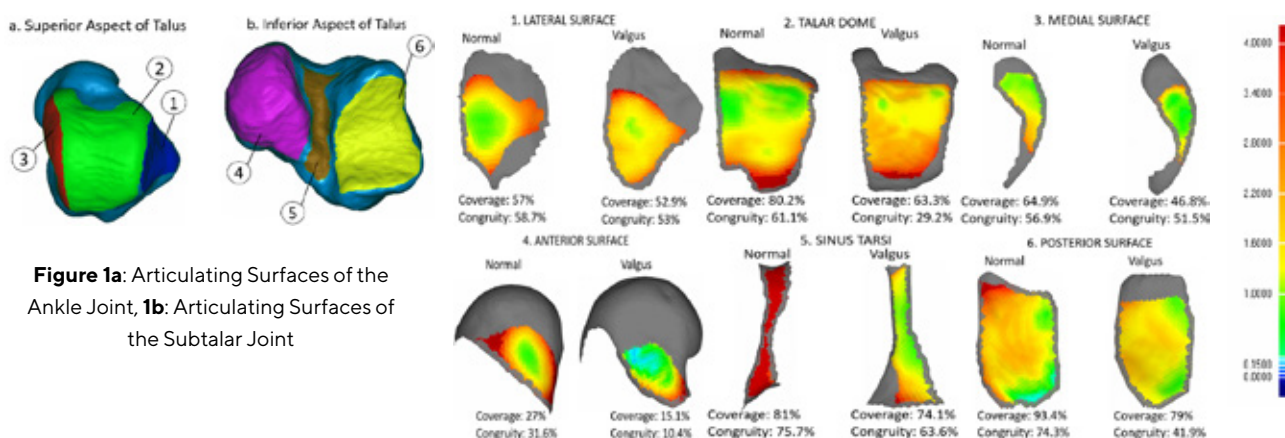 a. Superior Aspect of Talus
b. Inferior Aspect of Talus
2
1
3
6
4
5
Figure 1a: Articulating Surfaces of the
Ankle Joint, 1b: Articulating Surfaces of
the Subtalar Joint
1. LATERAL SURFACE
Normal
Valgus
Coverage: 57%
Congruity: 58.7%
Coverage: 52.9%
Congruity: 53%
2. TALAR DOME
Normal
Valgus
Coverage: 80.2%
Congruity: 61.1%
Coverage: 63.3%
Congruity: 29.2%
3. MEDIAL SURFACE
Normal
Valgus
Coverage: 64.9%
Congruity: 56.9%
Coverage: 46.8%
Congruity: 51.5%
4. ANTERIOR SURFACE
Normal
Valgus
Coverage: 27%
Congruity: 31.6%
Coverage: 15.1%
Congruity: 10.4%
5. SINUS TARSI
Normal
Valgus
Coverage: 81%
Congruity: 75.7%
Coverage: 74.1%
Congruity: 63.6%
6. POSTERIOR SURFACE
Normal
Valgus
Coverage: 93.4%
Congruity: 74.3%
Coverage: 79%
Congruity: 41.9%
4.0000
3.4000
2.8000
2.2000
1.6000
1.0000